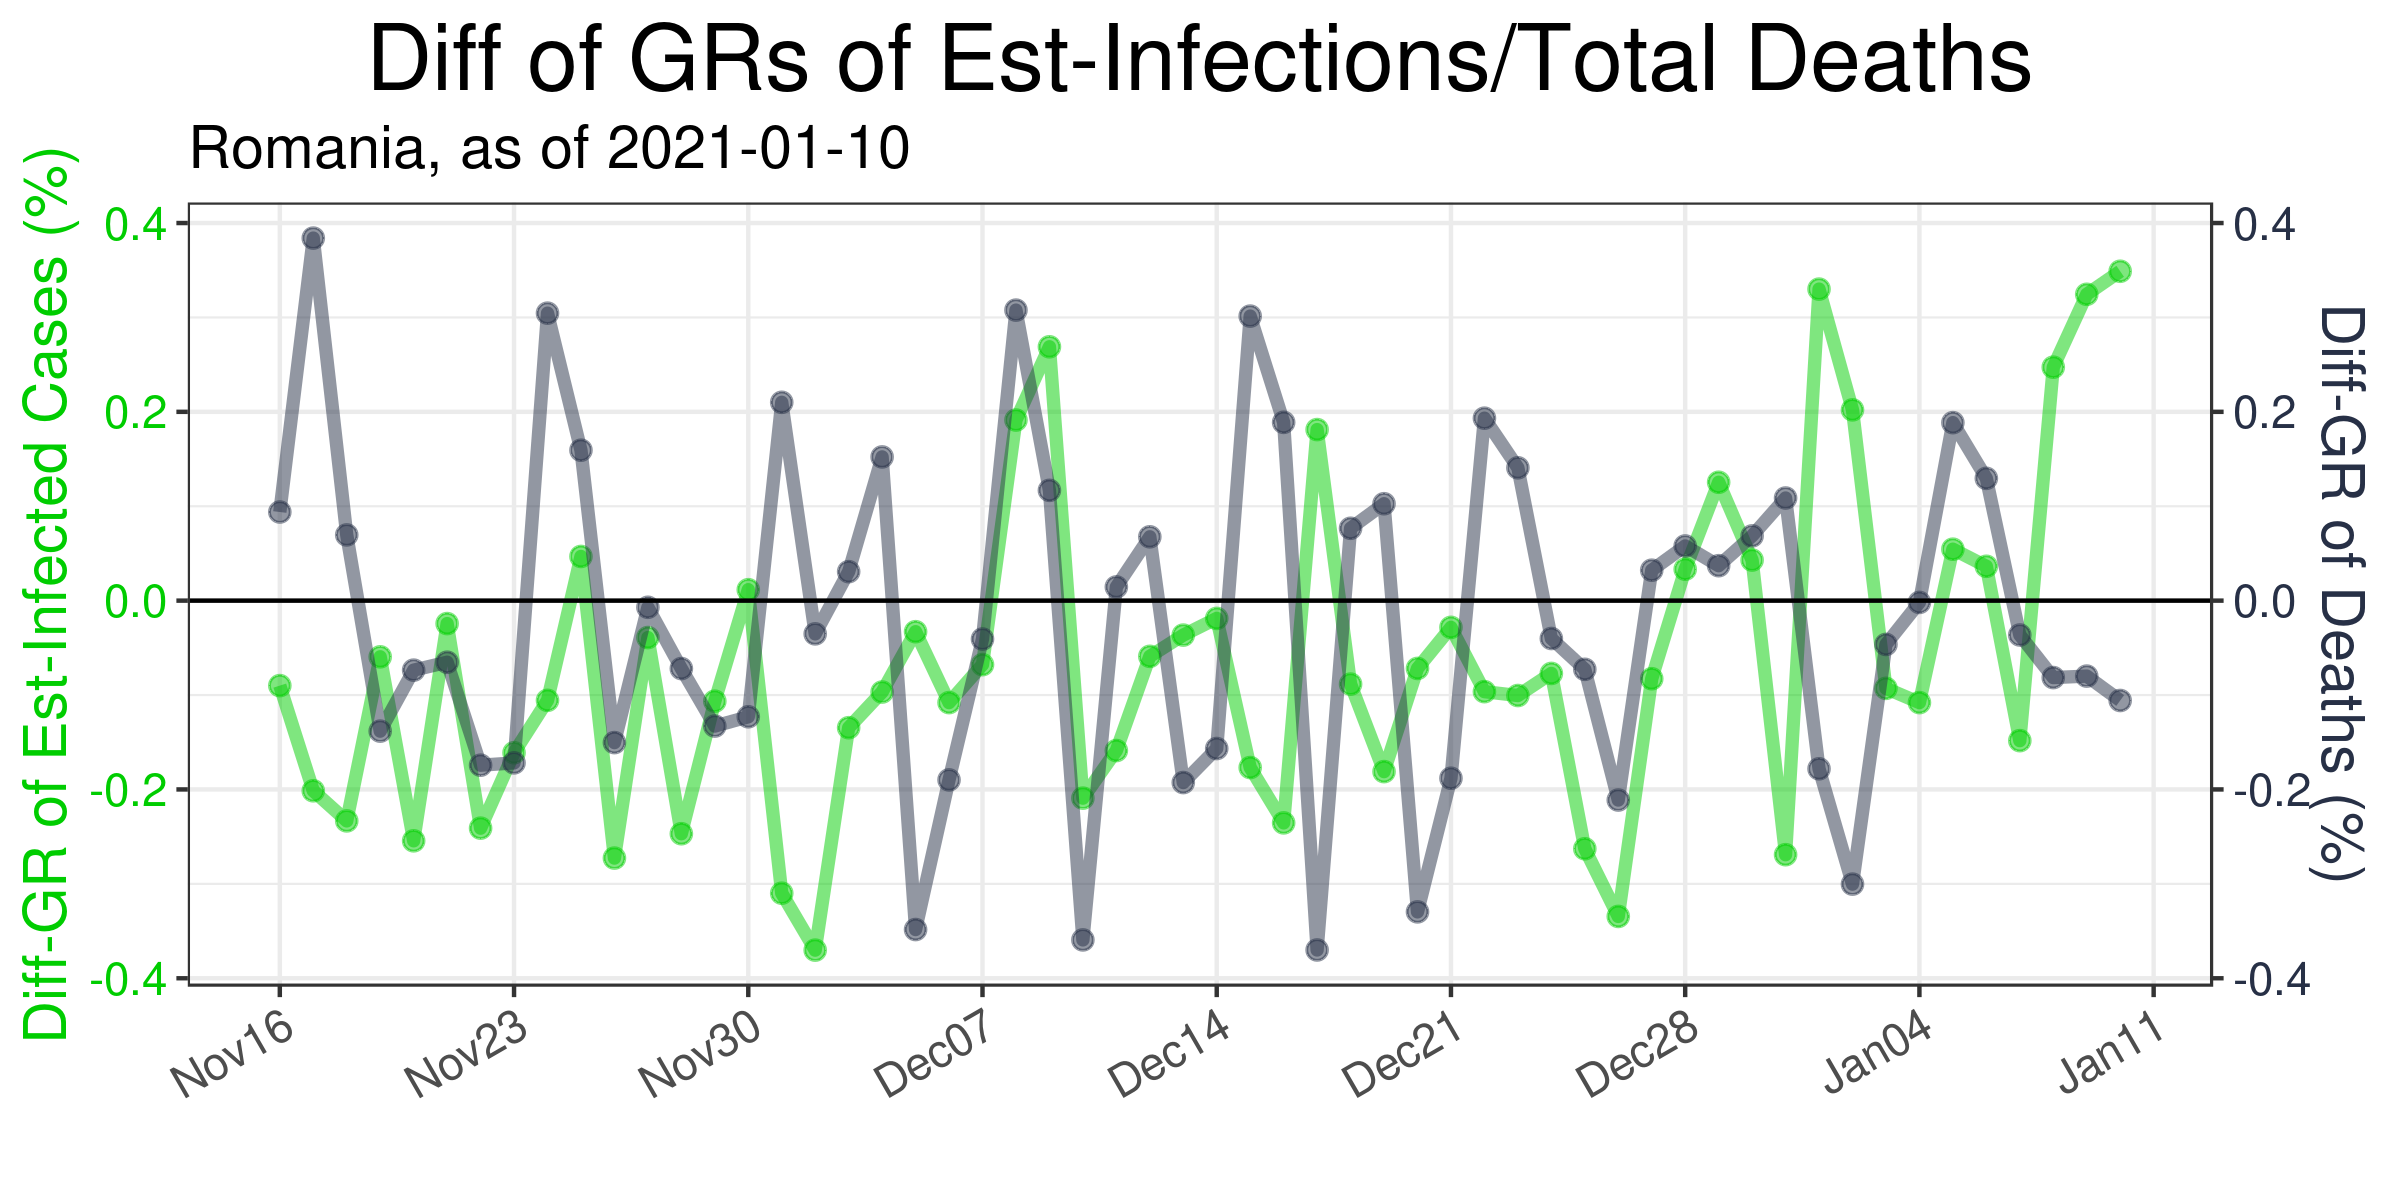 Diff of GRs of Est-Infections/Total Deaths
Romania, as of 2021-01-10
Diff-GR of Est-Infected Cases (%)
0.4
0.2
0.0
-0.2
-0.4
0.4
0.2
0.0
-0.2
-0.4
Diff-GR of Deaths (%)
Nov16
Nov23
Nov30
Dec07
Dec14
Dec21
Dec28
Jan04
Jan11